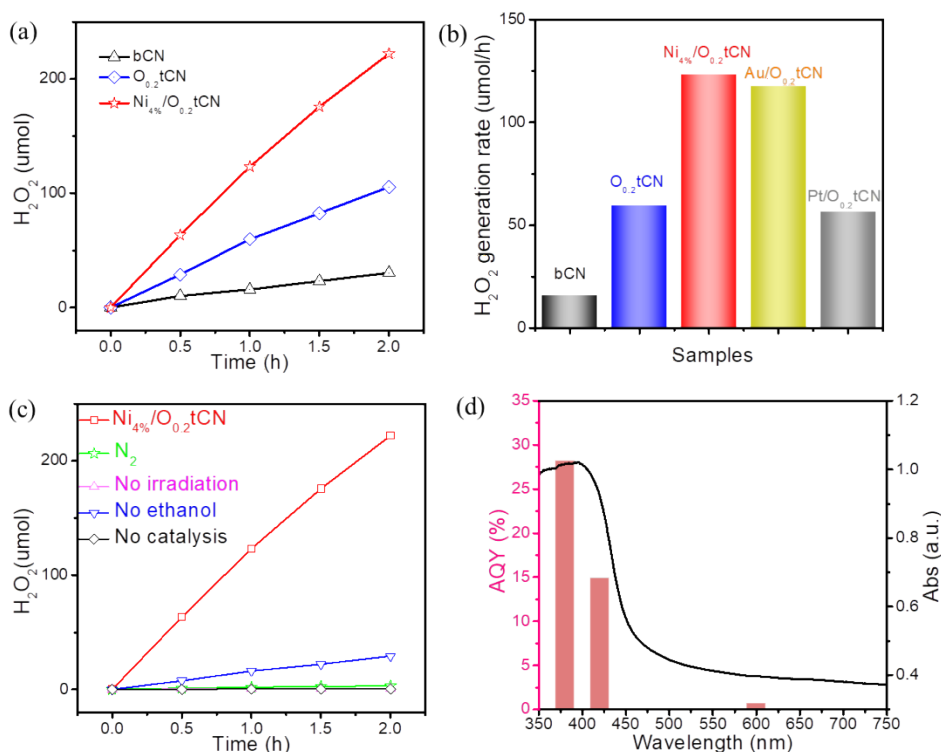 (a)
bCN
O0.2tCN
Ni4%/O0.2tCN
H2O2 (umol)
200
100
0
0.0 0.5 1.0 1.5 2.0
Time (h)
(b)
H2O2 generation rate (umol/h)
150
100
50
0
bCN
O0.2tCN
Ni4%/O0.2tCN
Au/O0.2tCN
Pt/O0.2tCN
Samples
(c)
Ni4%/O0.2tCN
N2
No irradiation
No ethanol
No catalysis
H2O2(umol)
200
100
0
0.0 0.5 1.0 1.5 2.0
Time (h)
(d)
AQY (%)
35
30
25
20
15
10
5
0
350 400 450 500 550 600 650 700 750
Wavelength (nm)
1.2
1.0
0.8
0.6
0.4
Abs (a.u.)